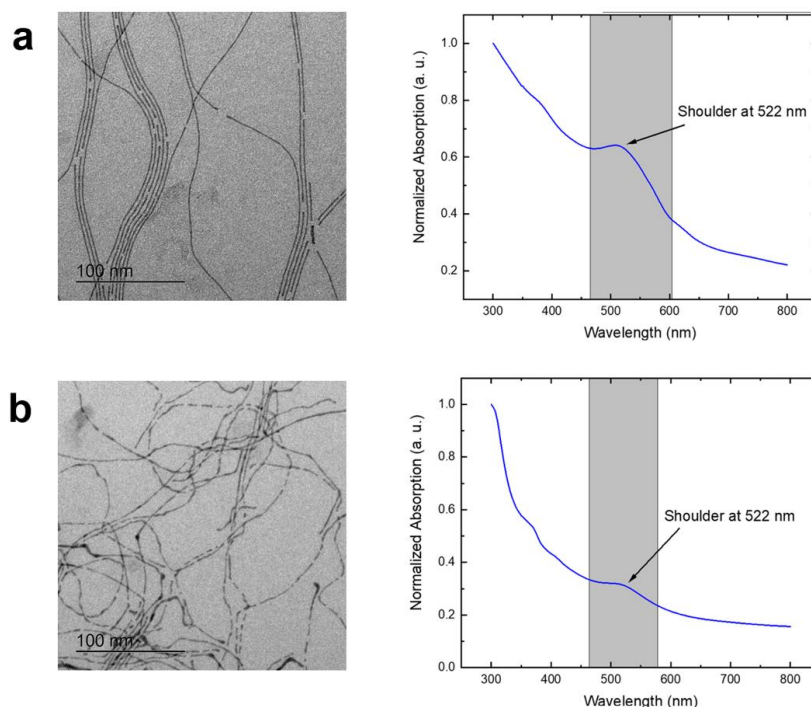 a
100 nm
Normalized Absorption (a. u.)
1.0
0.8
0.6
0.4
0.2
Shoulder at 522 nm
300 400 500 600 700 800
Wavelength (nm)
b
100 nm
Normalized Absorption (a. u.)
1.0
0.8
0.6
0.4
0.2
0.0
Shoulder at 522 nm
300 400 500 600 700 800
Wavelength (nm)